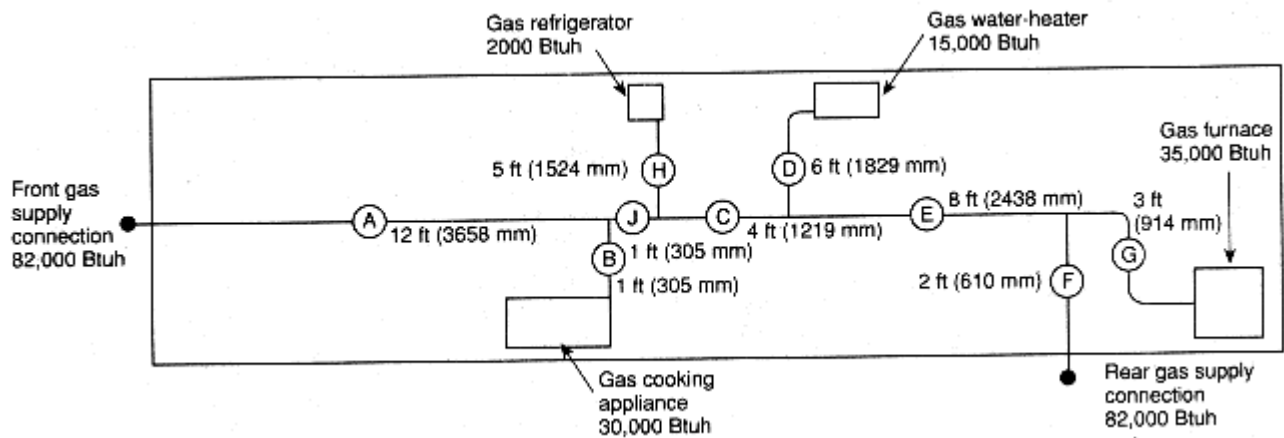 Gas refrigerator
2000 Btuh
Gas water-heater
15,000 Btuh
Gas furnace
35,000 Btuh
5 ft (1524 mm)
H
D
6 ft (1829 mm)
Front gas
supply
connection
82,000 Btuh
A
12 ft (3658 mm)
J
1 ft (305 mm)
C
4 ft (1219 mm)
E
8 ft (2438 mm)
3 ft
(914 mm)
G
B
1 ft (305 mm)
2 ft (610 mm)
F
Gas cooking
appliance
30,000 Btuh
Rear gas supply
connection
82,000 Btuh